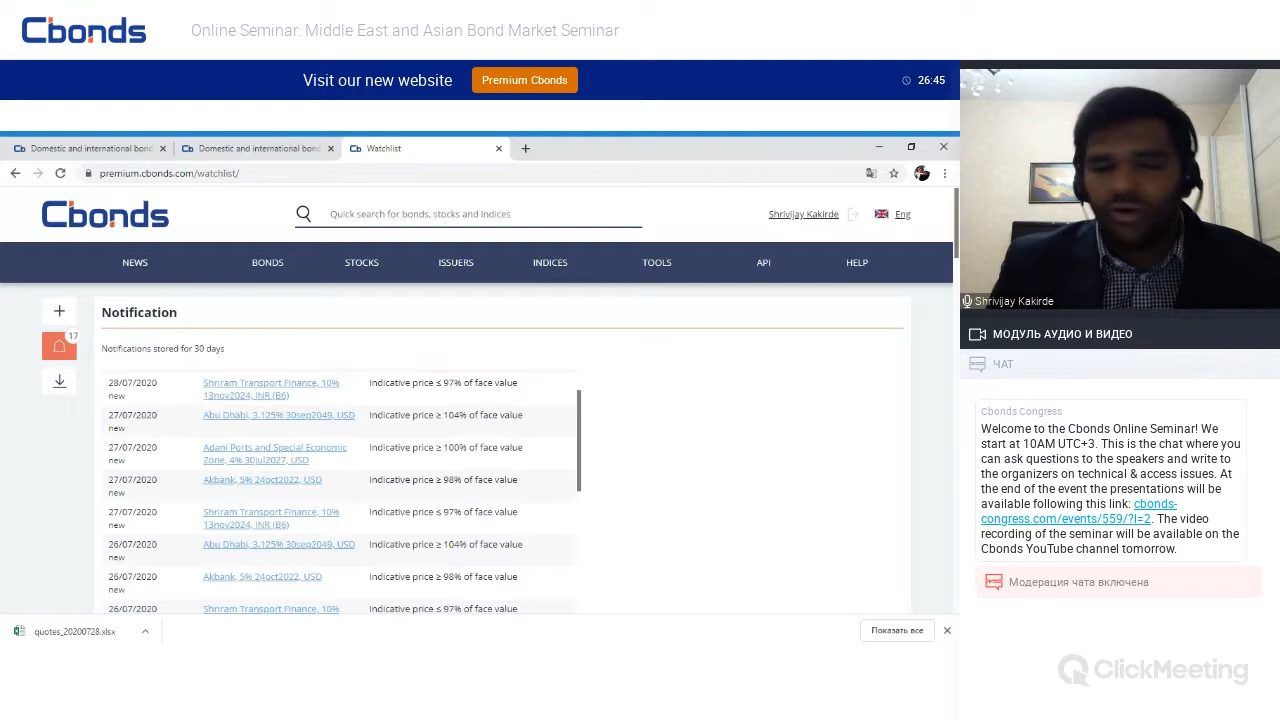 Cbonds
Online Seminar: Middle East and Asian Bond Market Seminar
Visit our new website
Premium Cbonds
26:45
Domestic and international bond
Domestic and international bond
Watchlist
premium.cbonds.com/watchlist/
Cbonds
Quick search for bonds, stocks and indices
Shrivijay Kakirde
Eng
NEWS
BONDS
STOCKS
ISSUERS
INDICES
TOOLS
API
HELP
17
Notification
Notifications stored for 30 days
28/07/2020
new
Shriram Transport Finance, 10%
13nov2024, INR (B6)
Indicative price ≤ 97% of face value
27/07/2020
new
Abu Dhabi, 3.125% 30sep2049, USD
Indicative price ≥ 104% of face value
27/07/2020
new
Adani Ports and Special Economic
Zone, 4% 30jul2027, USD
Indicative price ≥ 100% of face value
27/07/2020
new
Akbank, 5% 24oct2022, USD
Indicative price ≥ 98% of face value
27/07/2020
new
Shriram Transport Finance, 10%
13nov2024, INR (B6)
Indicative price ≤ 97% of face value
26/07/2020
new
Abu Dhabi, 3.125% 30sep2049, USD
Indicative price ≥ 104% of face value
26/07/2020
new
Akbank, 5% 24oct2022, USD
Indicative price ≥ 98% of face value
26/07/2020
Shriram Transport Finance, 10%
Indicative price ≤ 97% of face value
quotes_20200728.xlsx
Показать все
Shrivijay Kakirde
МОДУЛЬ АУДИО И ВИДЕО
ЧАТ
Cbonds Congress
Welcome to the Cbonds Online Seminar! We
start at 10AM UTC+3. This is the chat where you
can ask questions to the speakers and write to
the organizers on technical & access issues. At
the end of the event the presentations will be
available following this link: cbonds-
congress.com/events/559/?l=2. The video
recording of the seminar will be available on the
Cbonds YouTube channel tomorrow.
Модерация чата включена
ClickMeeting